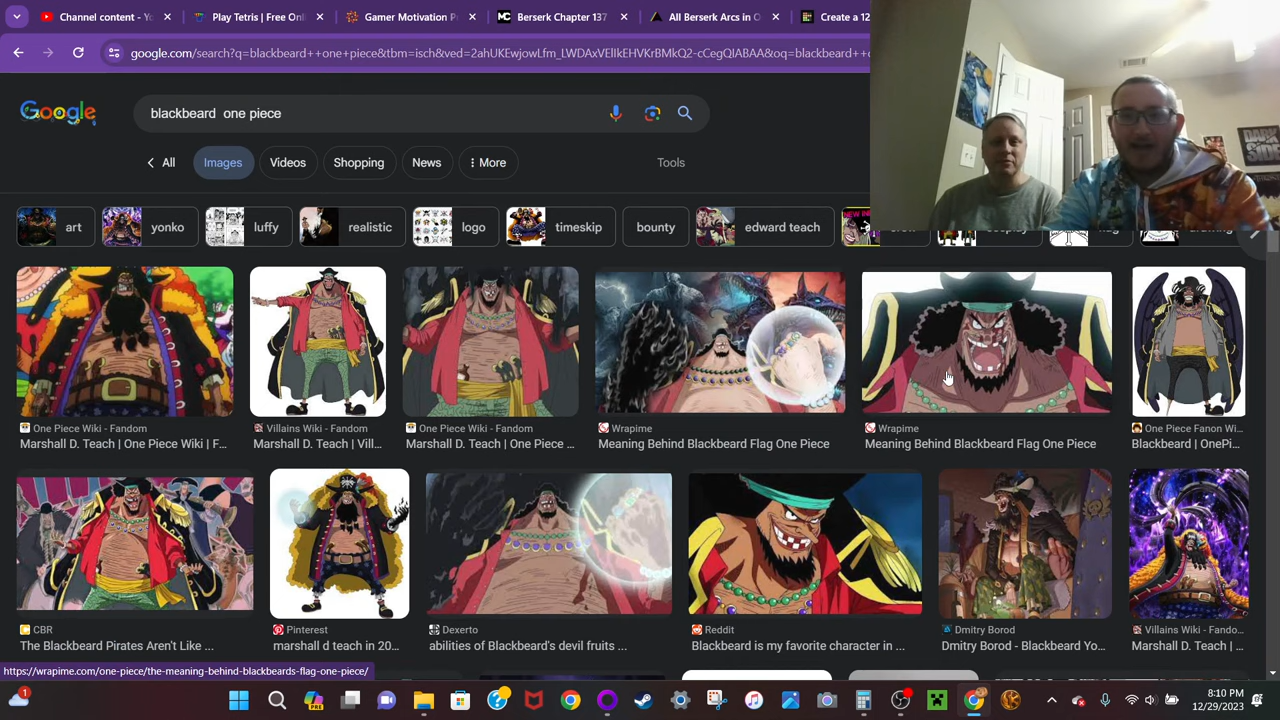 Channel content - Yo
Play Tetris | Free Onl
Gamer Motivation P
Berserk Chapter 137
All Berserk Arcs in O
Create a 12
google.com/search?q=blackbeard++one+piece&tbm=isch&ved=2ahUKEwjowLfm_LWDAxVEllkEHVKrBMkQ2-cCegQIABAA&oq=blackbeard++o
Google
blackbeard one piece
All
Images
Videos
Shopping
News
More
Tools
DARK SIDE
art
yonko
luffy
realistic
logo
timeskip
bounty
edward teach
One Piece Wiki - Fandom
Marshall D. Teach | One Piece Wiki | F...
Villains Wiki - Fandom
Marshall D. Teach | Vill...
One Piece Wiki - Fandom
Marshall D. Teach | One Piece ...
Wrapime
Meaning Behind Blackbeard Flag One Piece
Wrapime
Meaning Behind Blackbeard Flag One Piece
One Piece Fanon Wi...
Blackbeard | OnePi...
CBR
The Blackbeard Pirates Aren't Like ...
Pinterest
marshall d teach in 20...
Dexerto
abilities of Blackbeard's devil fruits ...
Reddit
Blackbeard is my favorite character in ...
Dmitry Borod
Dmitry Borod - Blackbeard Yo...
Villains Wiki - Fando...
Marshall D. Teach | ...
https://wrapime.com/one-piece/the-meaning-behind-blackbeards-flag-one-piece/
1
8:10 PM
12/29/2023